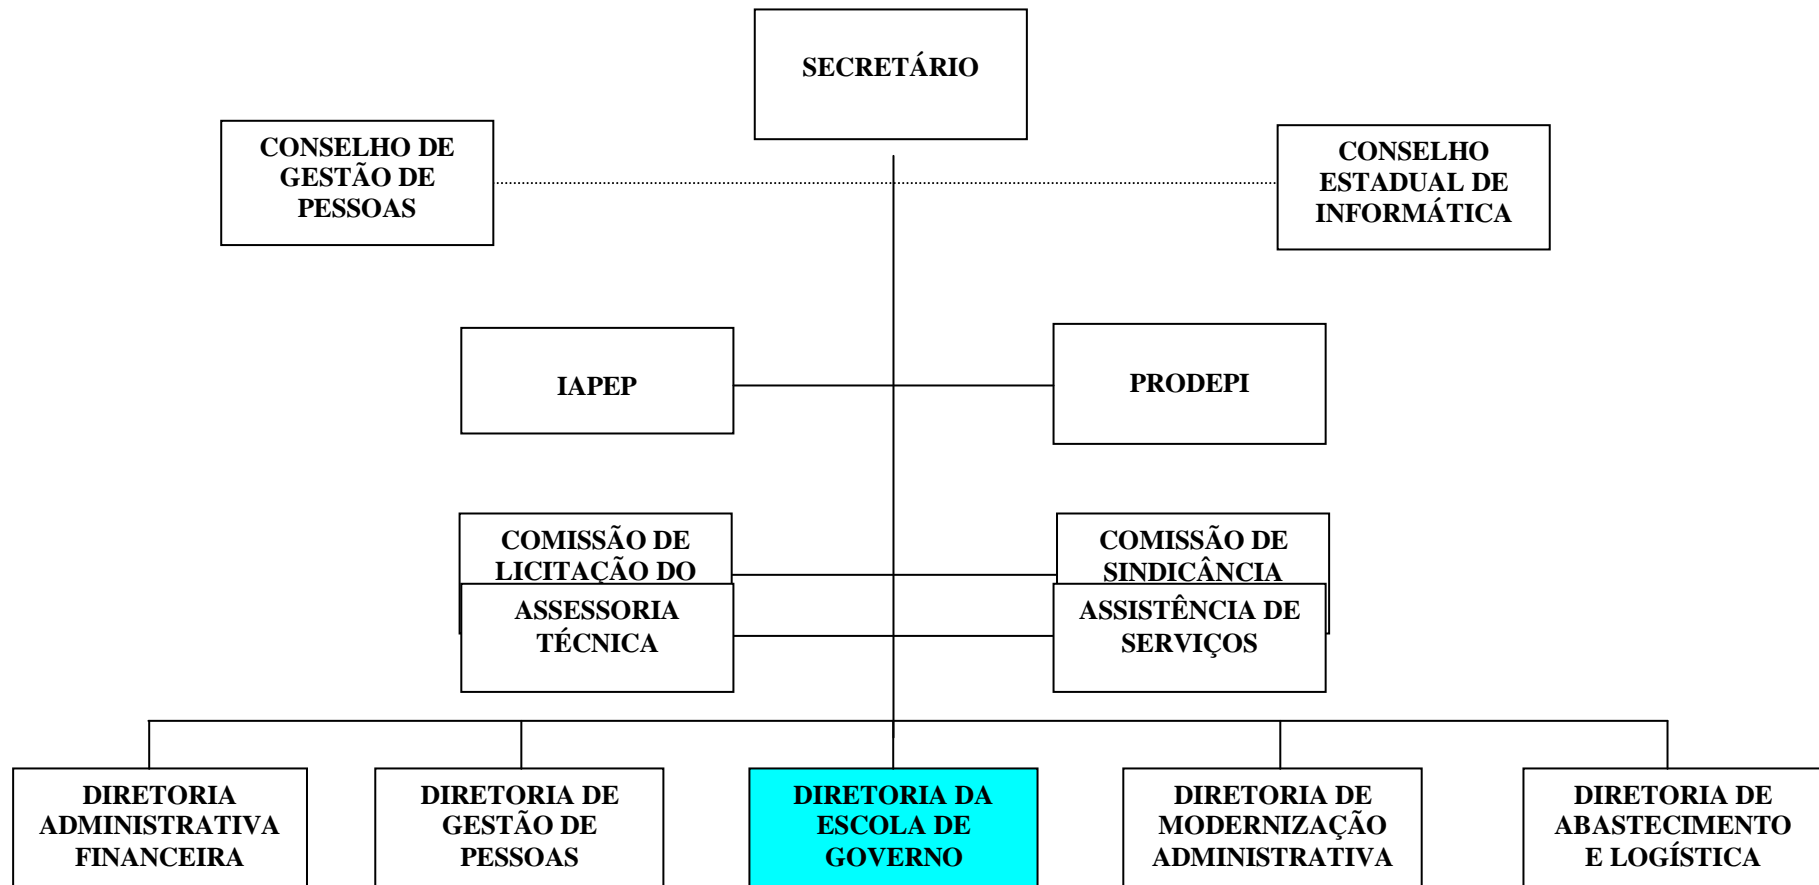 SECRETÁRIO
CONSELHO DE
GESTÃO DE
PESSOAS
CONSELHO
ESTADUAL DE
INFORMÁTICA
IAPEP
PRODEPI
COMISSÃO DE
LICITAÇÃO DO
COMISSÃO DE
SINDICÂNCIA
ASSESSORIA
TÉCNICA
ASSISTÊNCIA DE
SERVIÇOS
DIRETORIA
ADMINISTRATIVA
FINANCEIRA
DIRETORIA DE
GESTÃO DE
PESSOAS
DIRETORIA DA
ESCOLA DE
GOVERNO
DIRETORIA DE
MODERNIZAÇÃO
ADMINISTRATIVA
DIRETORIA DE
ABASTECIMENTO
E LOGÍSTICA